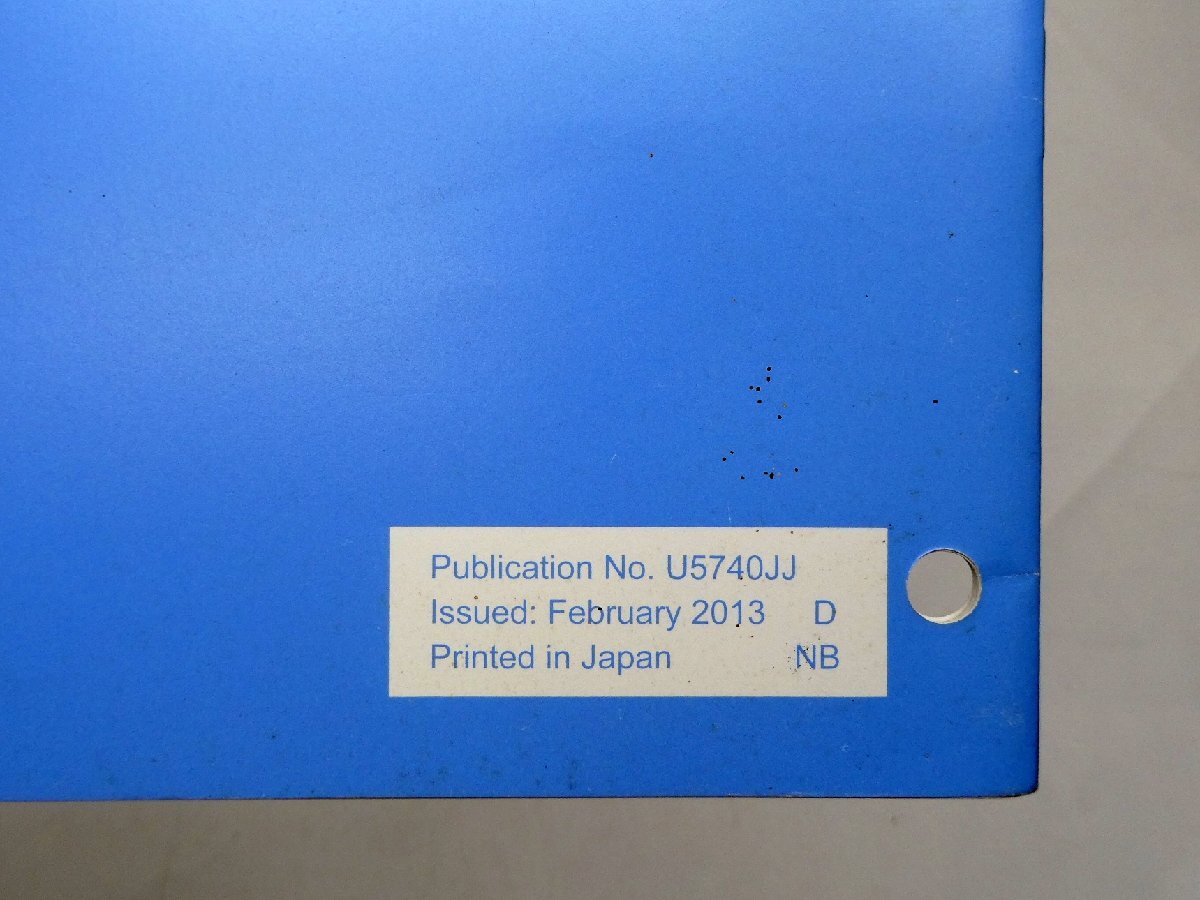 Publication No. U5740JJ
Issued: February 2013 D
Printed in Japan NB